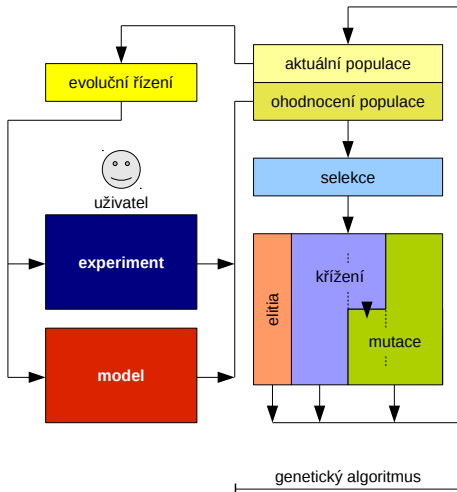 aktuální populace
evoluční řízení
ohodnocení populace
selekce
uživatel
experiment
elitia
křížení
mutace
model
genetický algoritmus